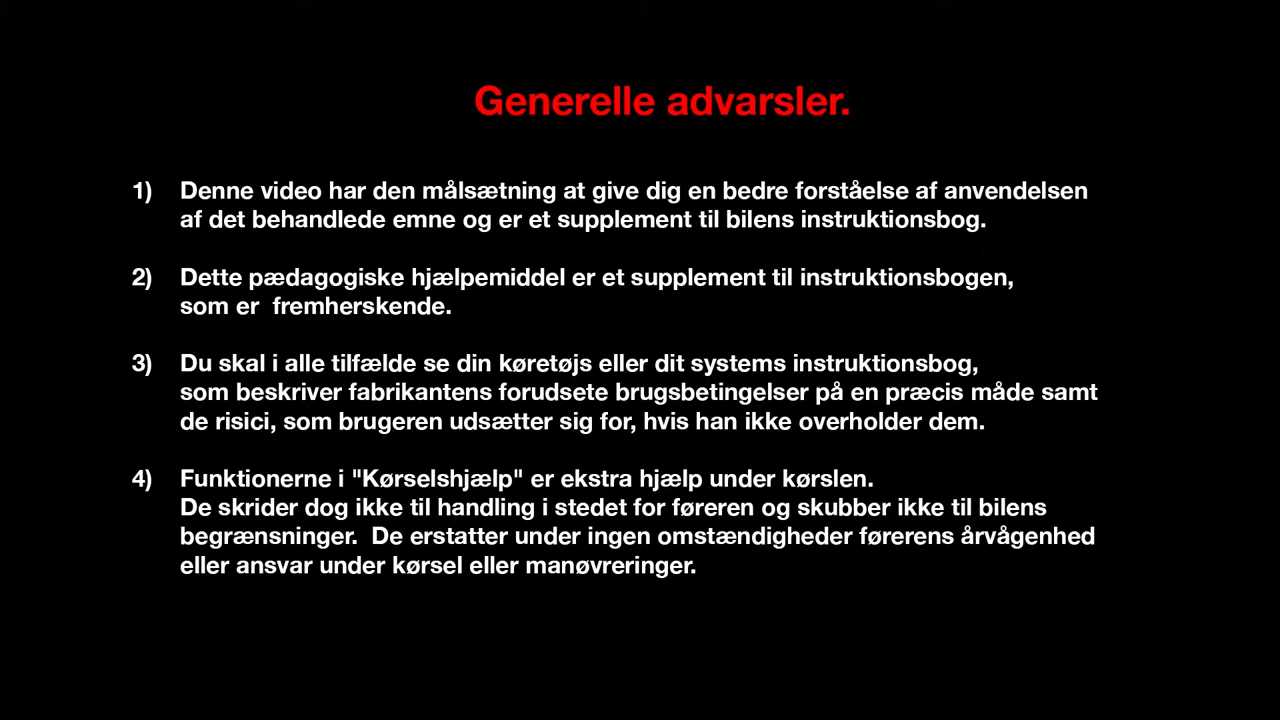 Generelle advarsler.
1) Denne video har den målsætning at give dig en bedre forståelse af anvendelsen
af det behandlede emne og er et supplement til bilens instruktionsbog.
2) Dette pædagogiske hjælpemiddel er et supplement til instruktionsbogen,
som er  fremherskende.
3) Du skal i alle tilfælde se din køretøjs eller dit systems instruktionsbog,
som beskriver fabrikantens forudsete brugsbetingelser på en præcis måde samt
de risici, som brugeren udsætter sig for, hvis han ikke overholder dem.
4) Funktionerne i "Kørselshjælp" er ekstra hjælp under kørslen.
De skrider dog ikke til handling i stedet for føreren og skubber ikke til bilens
begrænsninger.  De erstatter under ingen omstændigheder førerens årvågenhed
eller ansvar under kørsel eller manøvreringer.